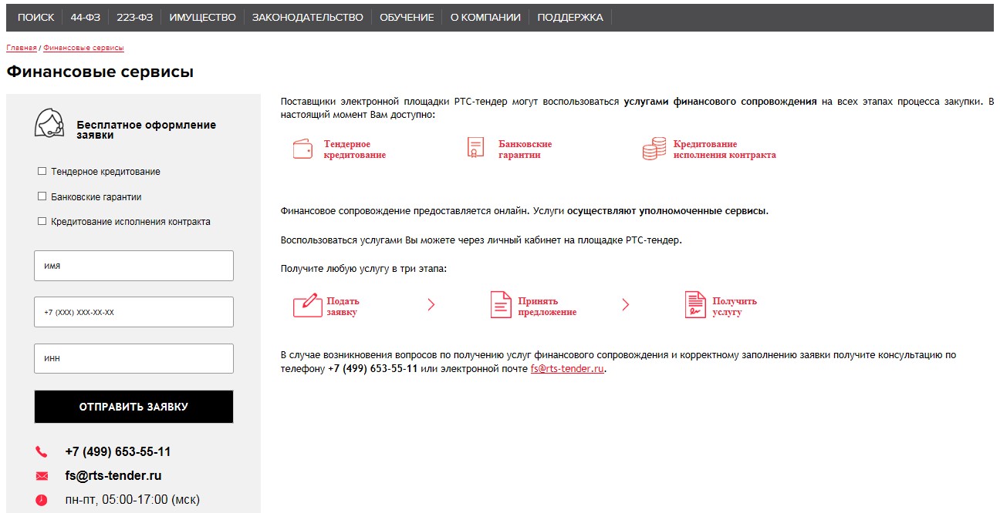 ПОИСК 44-ФЗ 223-ФЗ ИМУЩЕСТВО ЗАКОНОДАТЕЛЬСТВО ОБУЧЕНИЕ О КОМПАНИИ ПОДДЕРЖКА
Главная / Финансовые сервисы
Финансовые сервисы
Бесплатное оформление
заявки
Тендерное кредитование
Банковские гарантии
Кредитование исполнения контракта
ИМЯ
+7 (XXX) XXX-XX-XX
ИНН
ОТПРАВИТЬ ЗАЯВКУ
+7 (499) 653-55-11
fs@rts-tender.ru
пн-пт, 05:00-17:00 (мск)
Поставщики электронной площадки РТС-тендер могут воспользоваться услугами финансового сопровождения на всех этапах процесса закупки. В
настоящий момент Вам доступно:
Тендерное
кредитование
Банковские
гарантии
Кредитование
исполнения контракта
Финансовое сопровождение предоставляется онлайн. Услуги осуществляют уполномоченные сервисы.
Воспользоваться услугами Вы можете через личный кабинет на площадке РТС-тендер.
Получите любую услугу в три этапа:
Подать
заявку
Принять
предложение
Получить
услугу
В случае возникновения вопросов по получению услуг финансового сопровождения и корректному заполнению заявки получите консультацию по
телефону +7 (499) 653-55-11 или электронной почте fs@rts-tender.ru.